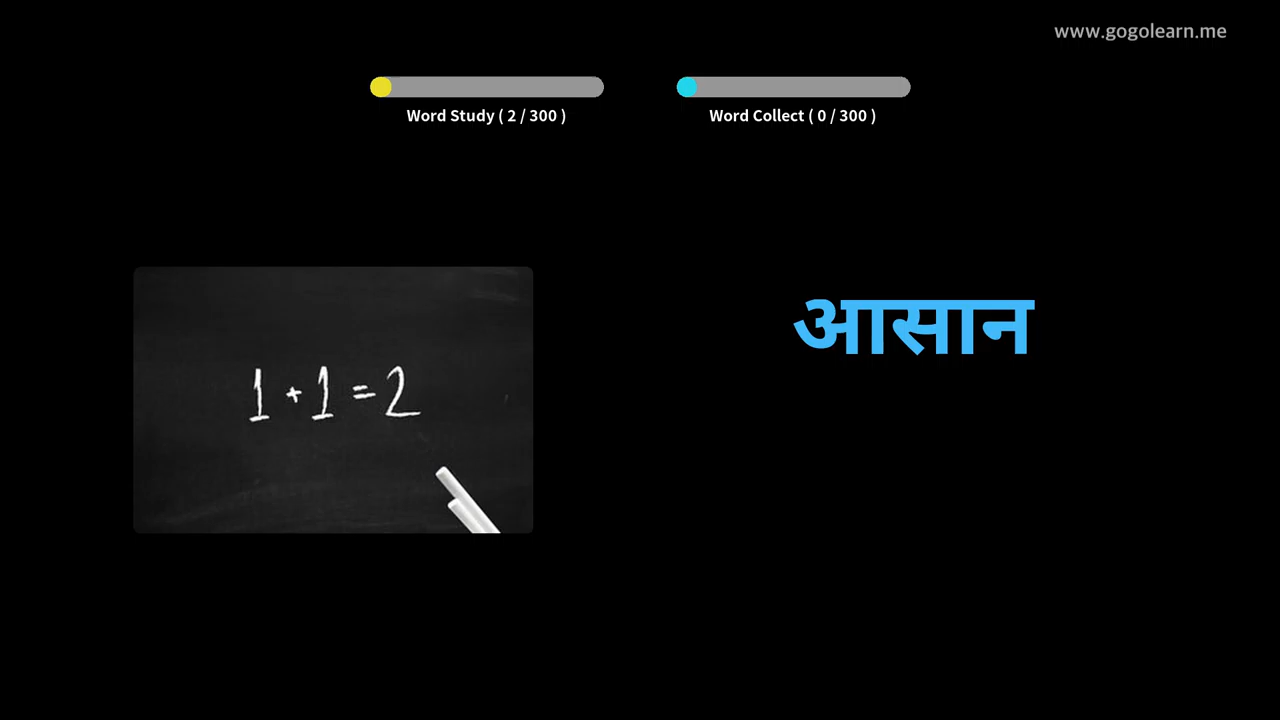 www.gogolearn.me
Word Study ( 2 / 300 )
Word Collect ( 0 / 300 )
1 + 1 = 2
आसान